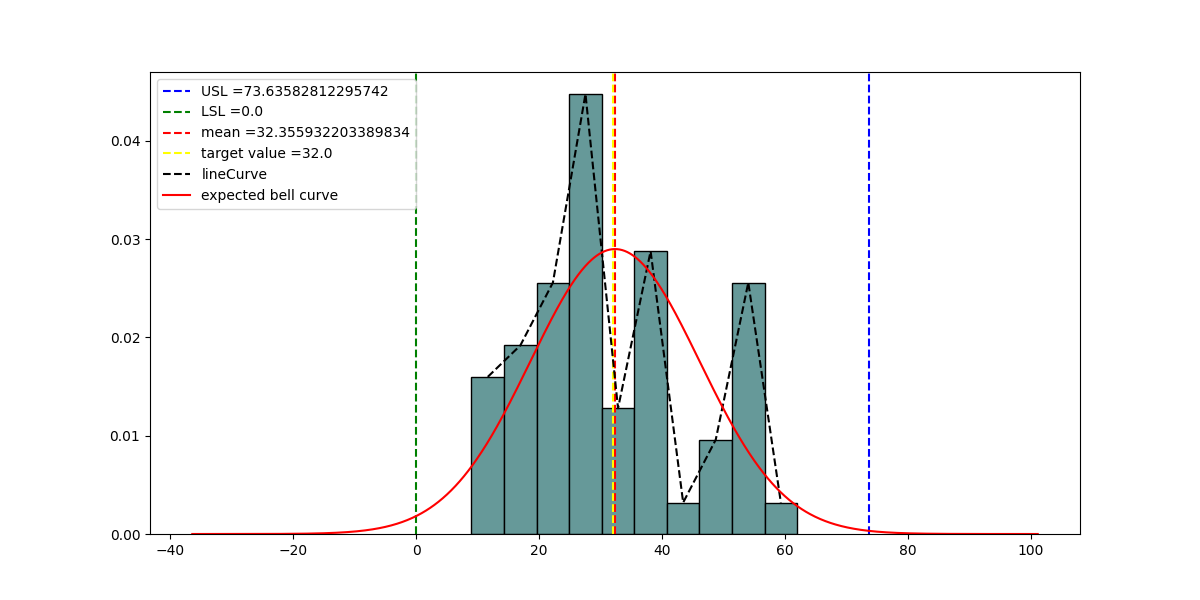 USL =73.63582812295742
LSL =0.0
mean =32.355932203389834
target value =32.0
lineCurve
expected bell curve
0.04
0.03
0.02
0.01
0.00
−40 −20 0 20 40 60 80 100